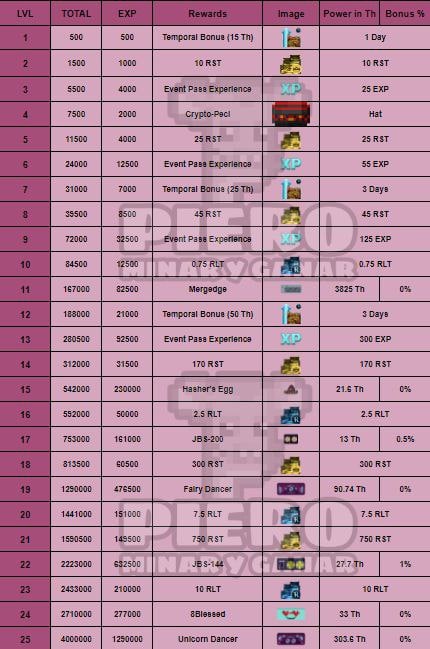 LVL TOTAL EXP Rewards Image Power in Th Bonus %
1 500 500 Temporal Bonus (15 Th) 1 Day
2 1500 1000 10 RST 10 RST
3 5500 4000 Event Pass Experience XP 25 EXP
4 7500 2000 Crypto-Peci Hat
5 11500 4000 25 RST 25 RST
6 24000 12500 Event Pass Experience XP 55 EXP
7 31000 7000 Temporal Bonus (25 Th) 3 Days
8 39500 8500 45 RST 45 RST
9 72000 32500 Event Pass Experience XP 125 EXP
10 84500 12500 0,75 RLT 0,75 RLT
11 167000 82500 Mergedge 3825 Th 0%
12 188000 21000 Temporal Bonus (50 Th) 3 Days
13 280500 92500 Event Pass Experience XP 300 EXP
14 312000 31500 170 RST 170 RST
15 542000 230000 Hasher's Egg 21.6 Th 0%
16 592000 50000 2.5 RLT 2.5 RLT
17 753000 161000 JBS-200 13 Th 0.5%
18 813500 60500 300 RST 300 RST
19 1290000 476500 Fairy Dancer 90.74 Th 0%
20 1441000 151000 7.5 RLT 7.5 RLT
21 1590500 149500 750 RST 750 RST
22 2223000 632500 JBS-144 27.7 Th 1%
23 2433000 210000 10 RLT 10 RLT
24 2710000 277000 8Blessed 33 Th 0%
25 4000000 1290000 Unicorn Dancer 303.6 Th 0%
PIERO
MINARYGAMAR
PIERO
MINARYGAMAR